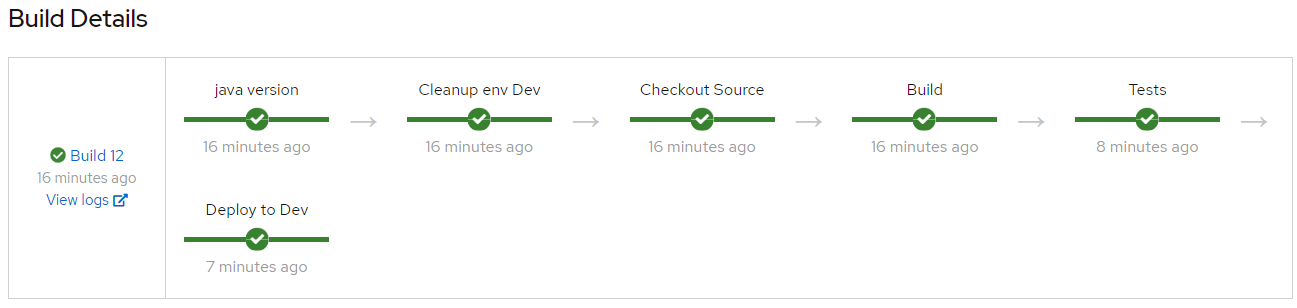 Build Details
Build 12
16 minutes ago
View logs
java version
16 minutes ago
Cleanup env Dev
16 minutes ago
Checkout Source
16 minutes ago
Build
16 minutes ago
Tests
8 minutes ago
Deploy to Dev
7 minutes ago